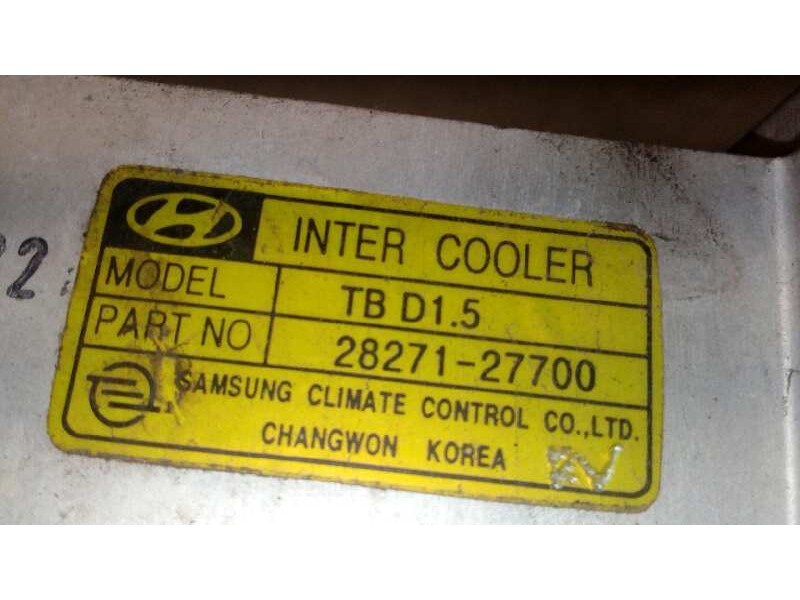 INTER COOLER
MODEL TB D1.5
PART NO 28271-27700
SAMSUNG CLIMATE CONTROL CO.,LTD.
CHANGWON KOREA